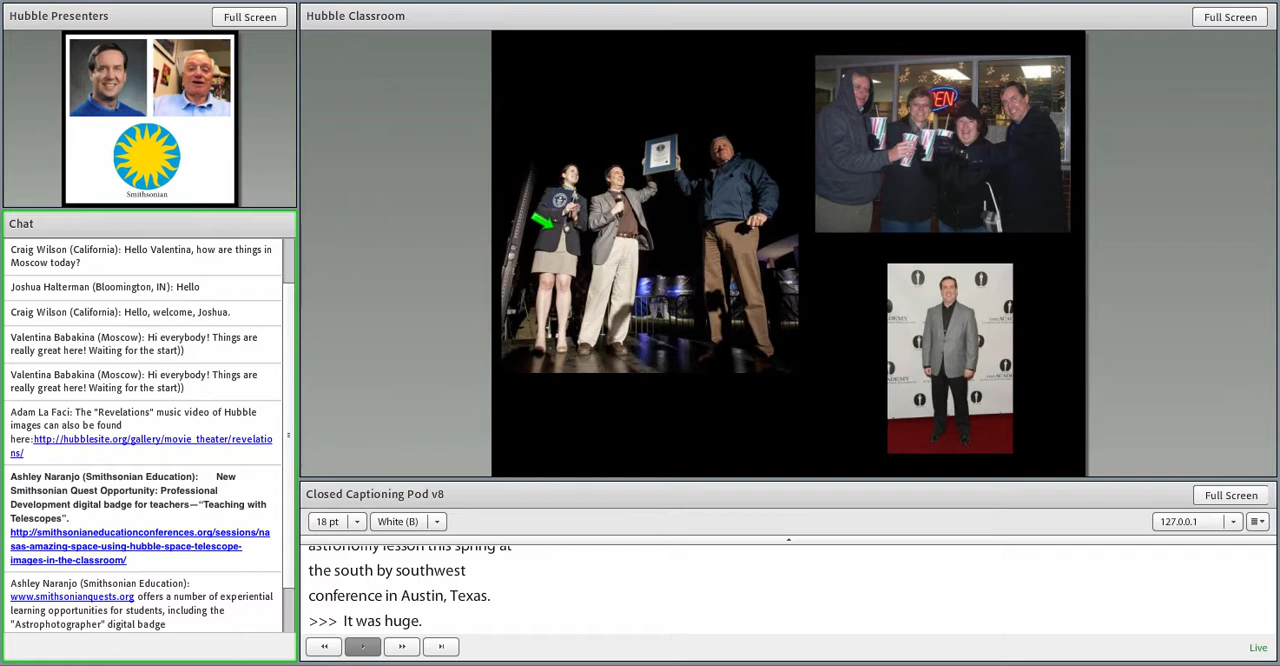 Hubble Presenters
Full Screen
Smithsonian
Chat
Craig Wilson (California): Hello Valentina, how are things in
Moscow today?
Joshua Halterman (Bloomington, IN): Hello
Craig Wilson (California): Hello, welcome, Joshua.
Valentina Babakina (Moscow): Hi everybody! Things are
really great here! Waiting for the start))
Valentina Babakina (Moscow): Hi everybody! Things are
really great here! Waiting for the start))
Adam La Faci: The "Revelations" music video of Hubble
images can also be found
here:http://hubblesite.org/gallery/movie_theater/revelatio
ns/
Ashley Naranjo (Smithsonian Education): New
Smithsonian Quest Opportunity: Professional
Development digital badge for teachers—"Teaching with
Telescopes".
http://smithsonianeducationconferences.org/sessions/na
sas-amazing-space-using-hubble-space-telescope-
images-in-the-classroom/
Ashley Naranjo (Smithsonian Education):
www.smithsonianquests.org offers a number of experiential
learning opportunities for students, including the
"Astrophotographer" digital badge
Hubble Classroom
Full Screen
EN
ADEMY
Closed Captioning Pod v8
Full Screen
18 pt
White (B)
127.0.0.1
astronomy lesson this spring at
the south by southwest
conference in Austin, Texas.
>>> It was huge.
Live